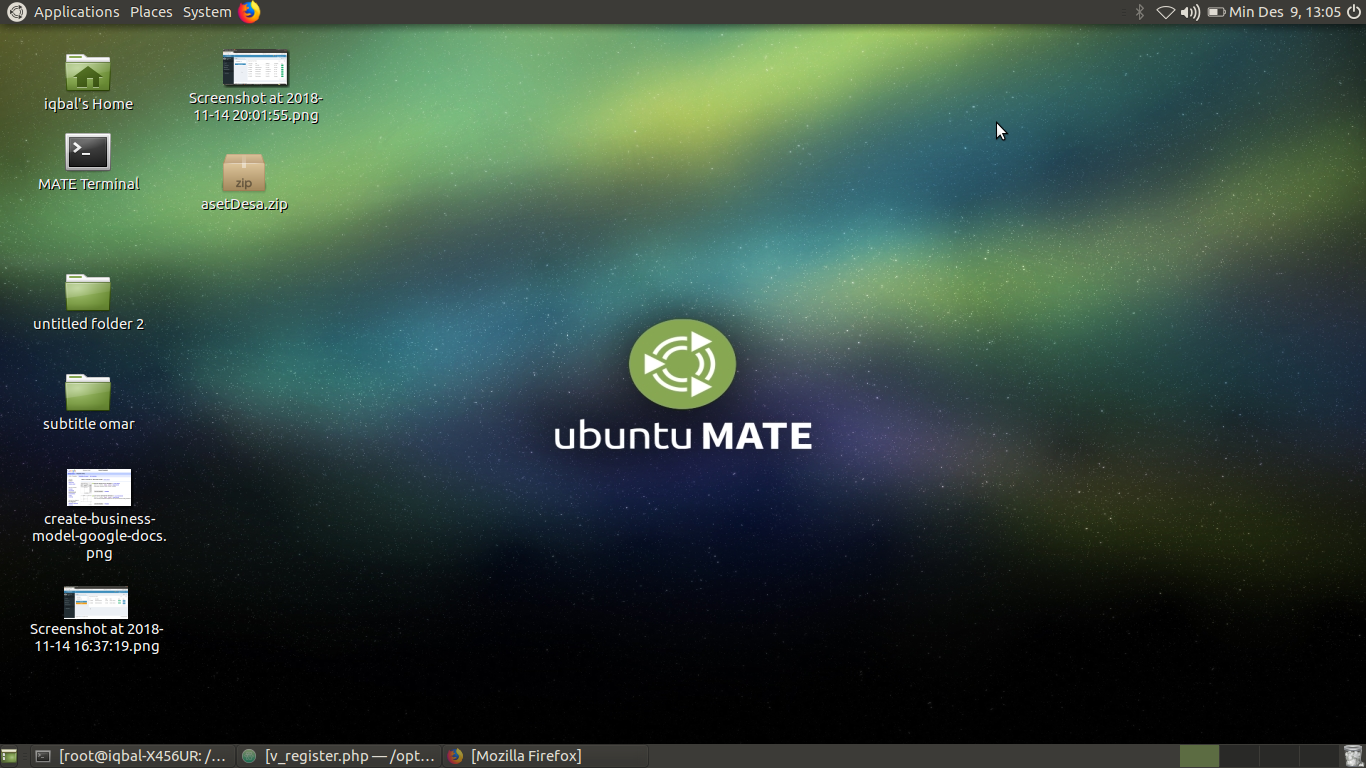 Applications Places System
Min Des 9, 13:05
iqbal's Home
MATE Terminal
untitled folder 2
subtitle omar
create-business-
model-google-docs.
png
Screenshot at 2018-
11-14 16:37:19.png
Screenshot at 2018-
11-14 20:01:55.png
zip
asetDesa.zip
ubuntu MATE
[root@iqbal-X456UR: /...
[v_register.php — /opt...
[Mozilla Firefox]